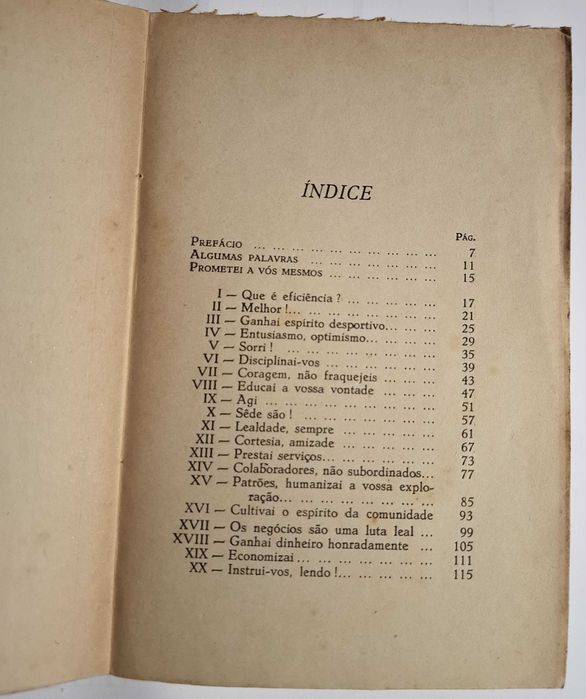 ÍNDICE
PÁG.
PREFÁCIO ... ... ... ... ... ... ... ... ... 7
ALGUMAS PALAVRAS ... ... ... ... ... ... ... 11
PROMETEI A VÓS MESMOS ... ... ... ... ... ... 15
I — Que é eficiência ? ... ... ... ... ... 17
II — Melhor !... ... ... ... ... ... ... ... 21
III — Ganhai espírito desportivo... ... ... 25
IV — Entusiasmo, optimismo... ... ... ... 29
V — Sorri ! ... ... ... ... ... ... ... ... 35
VI — Disciplinai-vos ... ... ... ... ... ... 39
VII — Coragem, não fraquejeis ... ... ... 43
VIII — Educai a vossa vontade ... ... ... 47
IX — Agi ... ... ... ... ... ... ... ... ... 51
X — Sêde são ! ... ... ... ... ... ... ... 57
XI — Lealdade, sempre ... ... ... ... ... 61
XII — Cortesia, amizade ... ... ... ... ... 67
XIII — Prestai serviços... ... ... ... ... ... 73
XIV — Colaboradores, não subordinados... ... 77
XV — Patrões, humanizai a vossa explo-
ração... ... ... ... ... ... ... ... ... 85
XVI — Cultivai o espírito da comunidade 93
XVII — Os negócios são uma luta leal ... ... 99
XVIII — Ganhai dinheiro honradamente ... 105
XIX — Economizai ... ... ... ... ... ... ... 111
XX — Instruí-vos, lendo !... ... ... ... ... 115